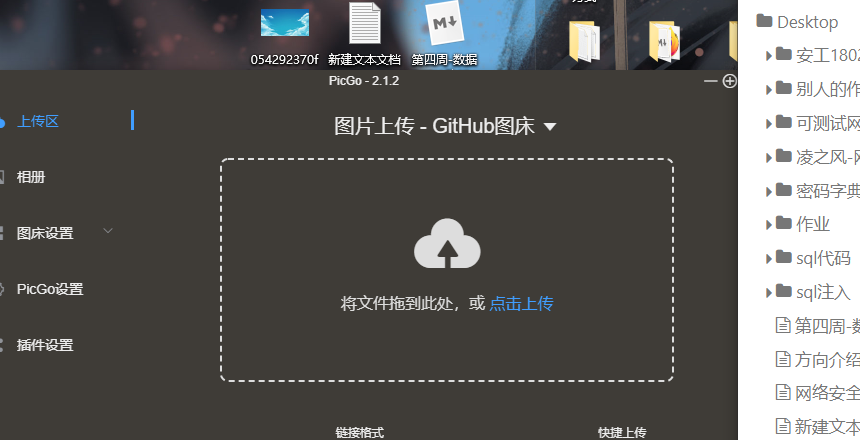 054292370f
新建文本文档
第四周-数据
PicGo - 2.1.2
上传区
相册
图床设置
PicGo设置
插件设置
图片上传 - GitHub图床
将文件拖到此处，或 点击上传
链接格式
快捷上传
Desktop
安工180
别人的作
可测试网
凌之风-
密码字典
作业
sql代码
sql注入
第四周-数
方向介绍
网络安全
新建文本